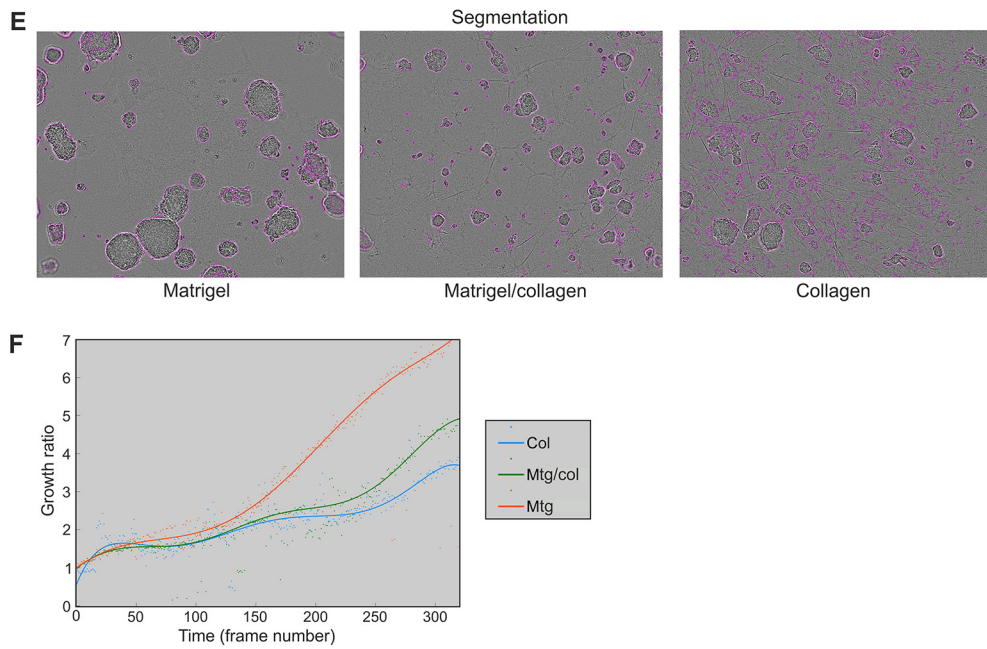 E
Segmentation
Matrigel
Matrigel/collagen
Collagen
F
7
6
5
4
3
2
1
0
Growth ratio
0 50 100 150 200 250 300
Time (frame number)
Col
Mtg/col
Mtg